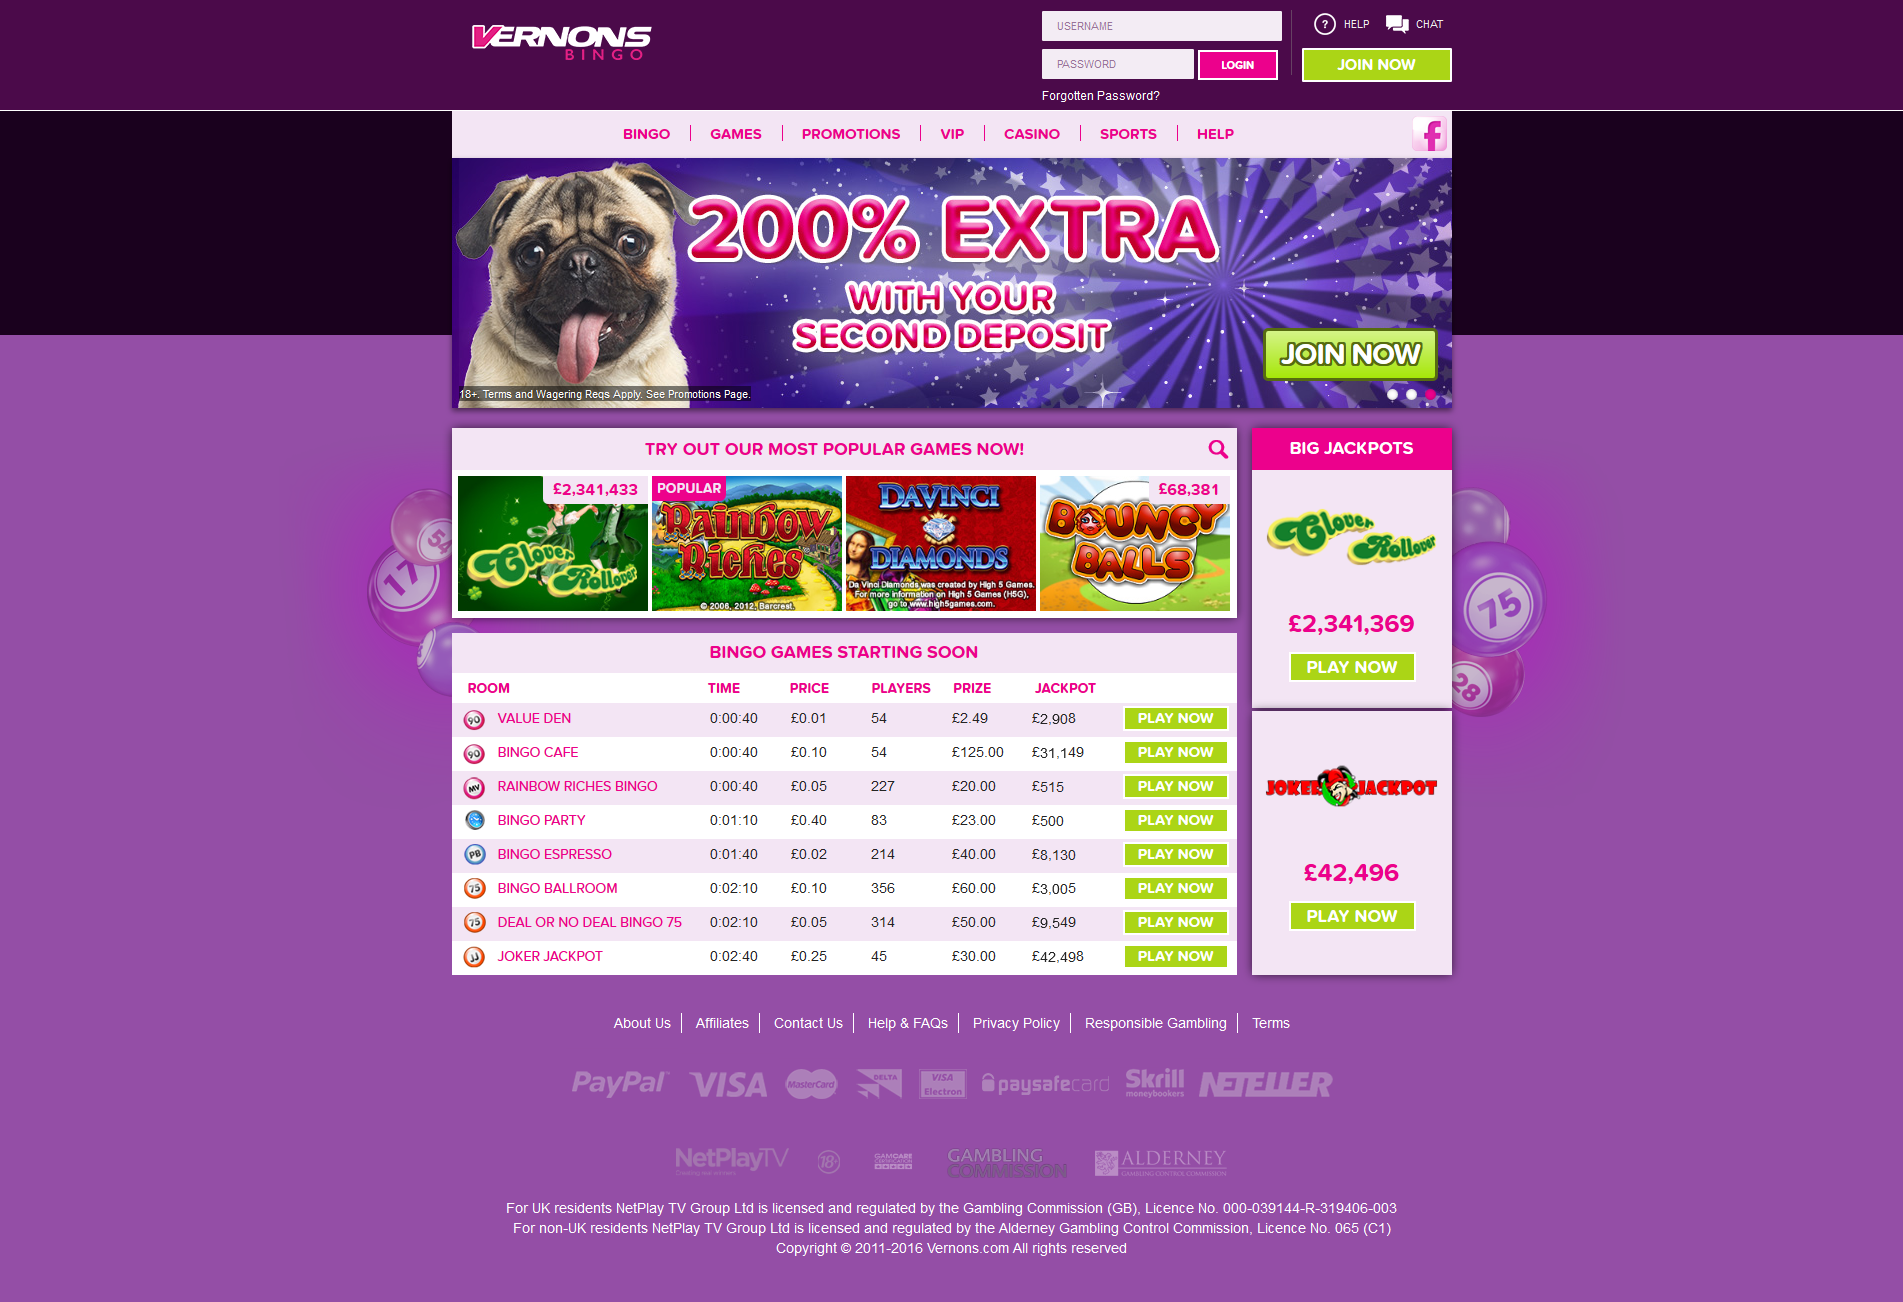 VERNONS
BINGO
USERNAME
PASSWORD
LOGIN
Forgotten Password?
? HELP
CHAT
JOIN NOW
BINGO
GAMES
PROMOTIONS
VIP
CASINO
SPORTS
HELP
f
200% EXTRA
WITH YOUR
SECOND DEPOSIT
JOIN NOW
18+. Terms and Wagering Reqs Apply. See Promotions Page.
TRY OUT OUR MOST POPULAR GAMES NOW!
£2,341,433
Clover
Rollover
POPULAR
Rainbow
Riches
© 2006, 2012, Barcrest.
DAVINCI
DIAMONDS
Da Vinci Diamonds was created by High 5 Games.
For more information on High 5 Games (H5G),
go to www.high5games.com.
£68,381
BOUNCY
BALLS
BIG JACKPOTS
Clover
Rollover
£2,341,369
PLAY NOW
JOKER JACKPOT
£42,496
PLAY NOW
54
17
75
28
BINGO GAMES STARTING SOON
ROOM TIME PRICE PLAYERS PRIZE JACKPOT
90 VALUE DEN 0:00:40 £0.01 54 £2.49 £2,908 PLAY NOW
90 BINGO CAFE 0:00:40 £0.10 54 £125.00 £31,149 PLAY NOW
MV RAINBOW RICHES BINGO 0:00:40 £0.05 227 £20.00 £515 PLAY NOW
BINGO PARTY 0:01:10 £0.40 83 £23.00 £500 PLAY NOW
PB BINGO ESPRESSO 0:01:40 £0.02 214 £40.00 £8,130 PLAY NOW
75 BINGO BALLROOM 0:02:10 £0.10 356 £60.00 £3,005 PLAY NOW
75 DEAL OR NO DEAL BINGO 75 0:02:10 £0.05 314 £50.00 £9,549 PLAY NOW
JJ JOKER JACKPOT 0:02:40 £0.25 45 £30.00 £42,498 PLAY NOW
About Us
Affiliates
Contact Us
Help & FAQs
Privacy Policy
Responsible Gambling
Terms
PayPal
VISA
MasterCard
DELTA
VISA
Electron
paysafecard
Skrill
moneybookers
NETELLER
NetPlayTV
18+
GAMCARE
CERTIFICATION
GAMBLING
COMMISSION
ALDERNEY
GAMBLING CONTROL COMMISSION
For UK residents NetPlay TV Group Ltd is licensed and regulated by the Gambling Commission (GB), Licence No. 000-039144-R-319406-003
For non-UK residents NetPlay TV Group Ltd is licensed and regulated by the Alderney Gambling Control Commission, Licence No. 065 (C1)
Copyright © 2011-2016 Vernons.com All rights reserved